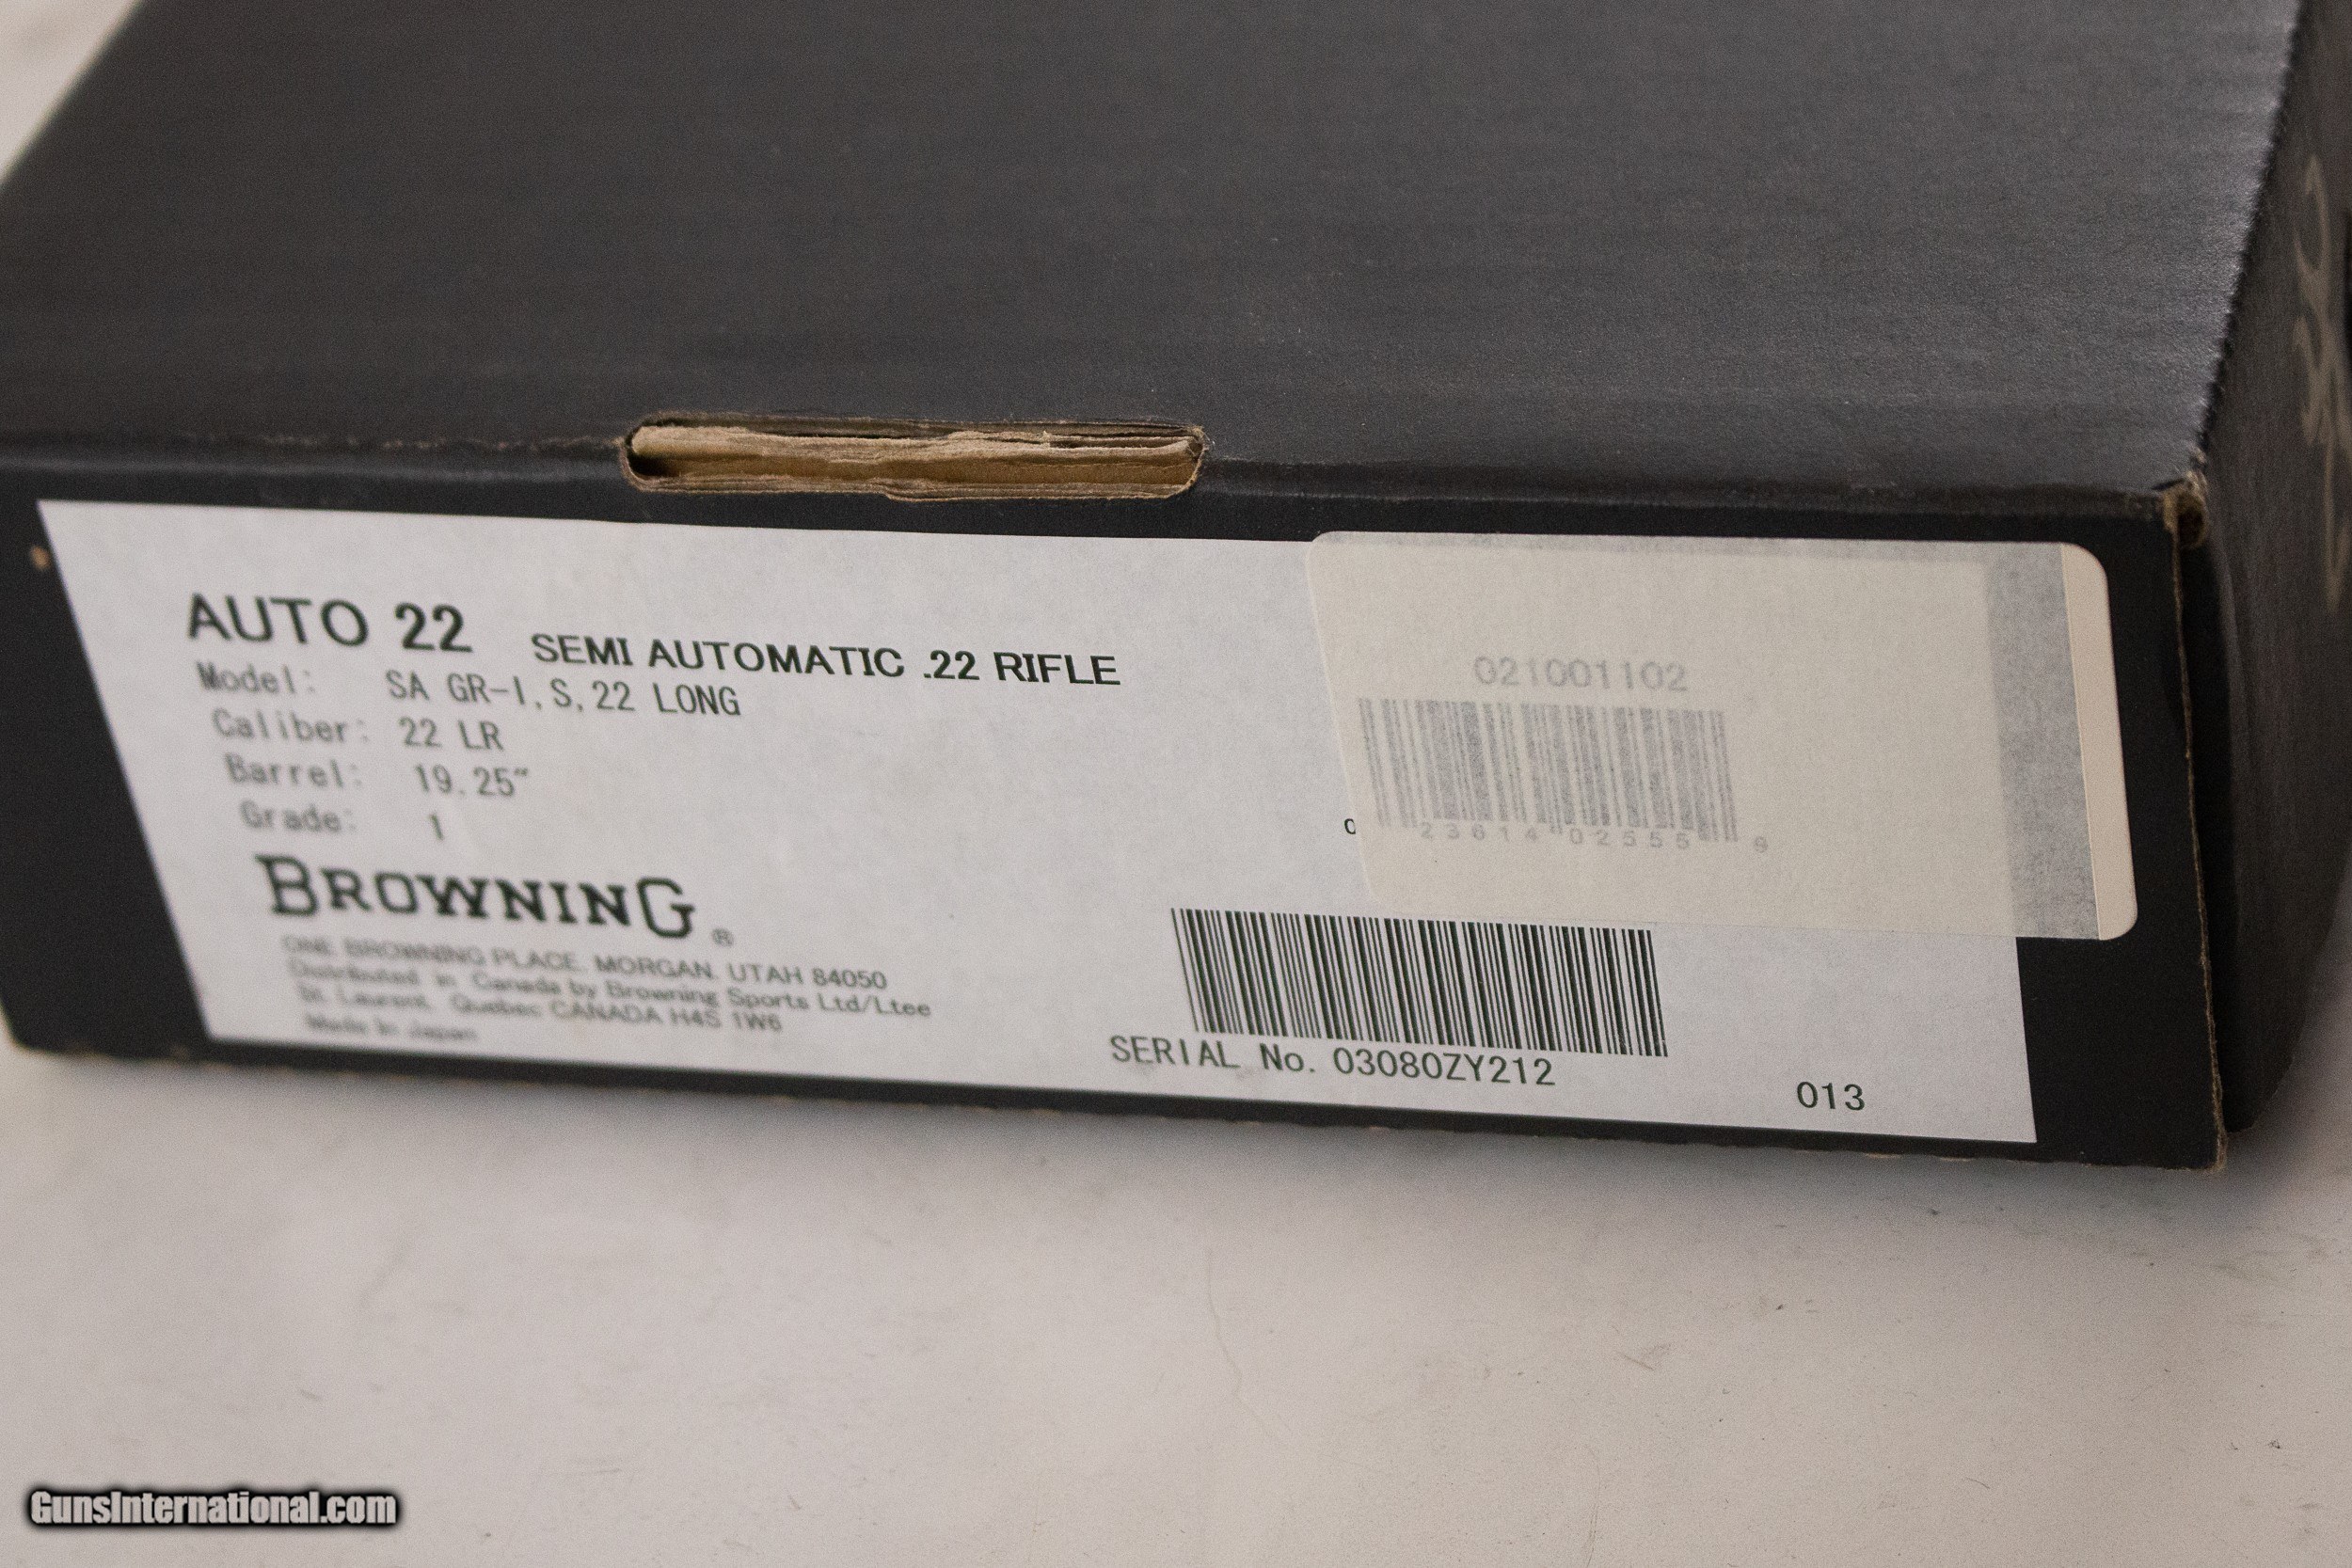 AUTO 22 SEMI AUTOMATIC .22 RIFLE
Model: SA GR-I,S,22 LONG
Caliber: 22 LR
Barrel: 19.25"
Grade: 1
BROWNING®
ONE BROWNING PLACE, MORGAN, UTAH 84050
Distributed in Canada by Browning Sports Ltd/Ltee
St. Laurent, Quebec CANADA H4S 1W6
Made In Japan
021001102
0 23614 02555 9
SERIAL No. 03080ZY212
013
GunsInternational.com